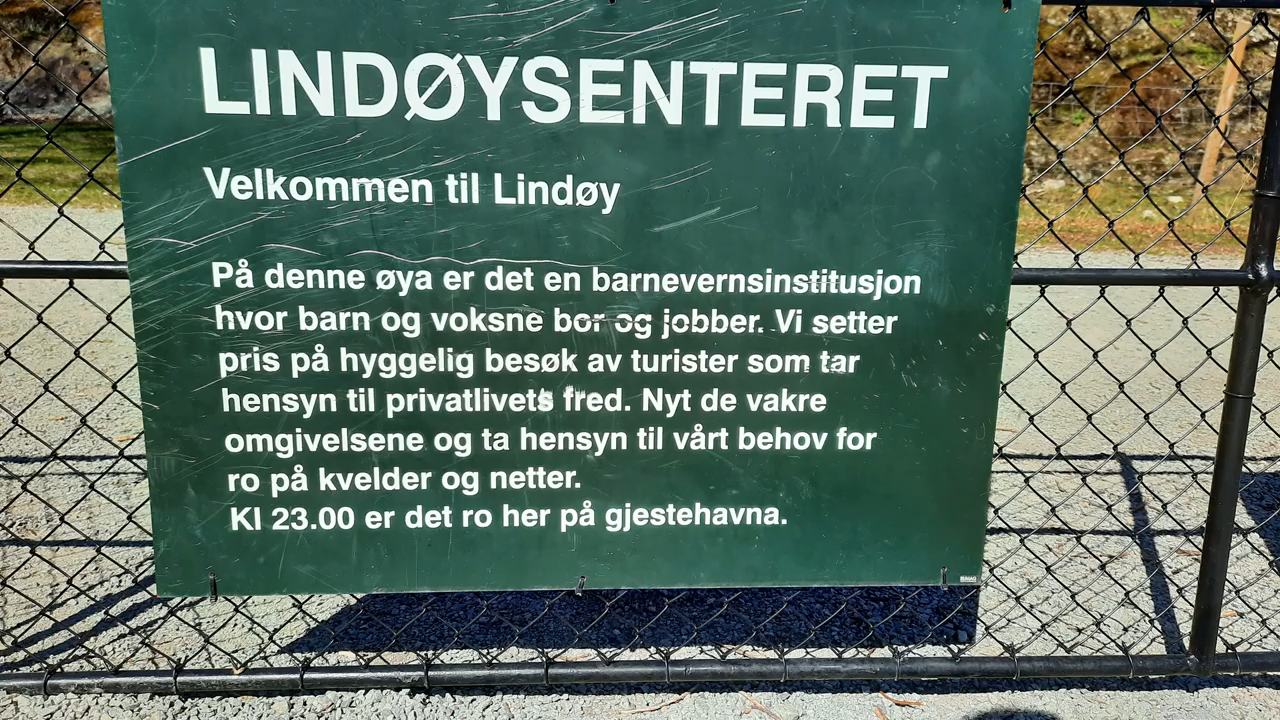 LINDØYSENTERET
Velkommen til Lindøy
På denne øya er det en barnevernsinstitusjon
hvor barn og voksne bor og jobber. Vi setter
pris på hyggelig besøk av turister som tar
hensyn til privatlivets fred. Nyt de vakre
omgivelsene og ta hensyn til vårt behov for
ro på kvelder og netter.
Kl 23.00 er det ro her på gjestehavna.